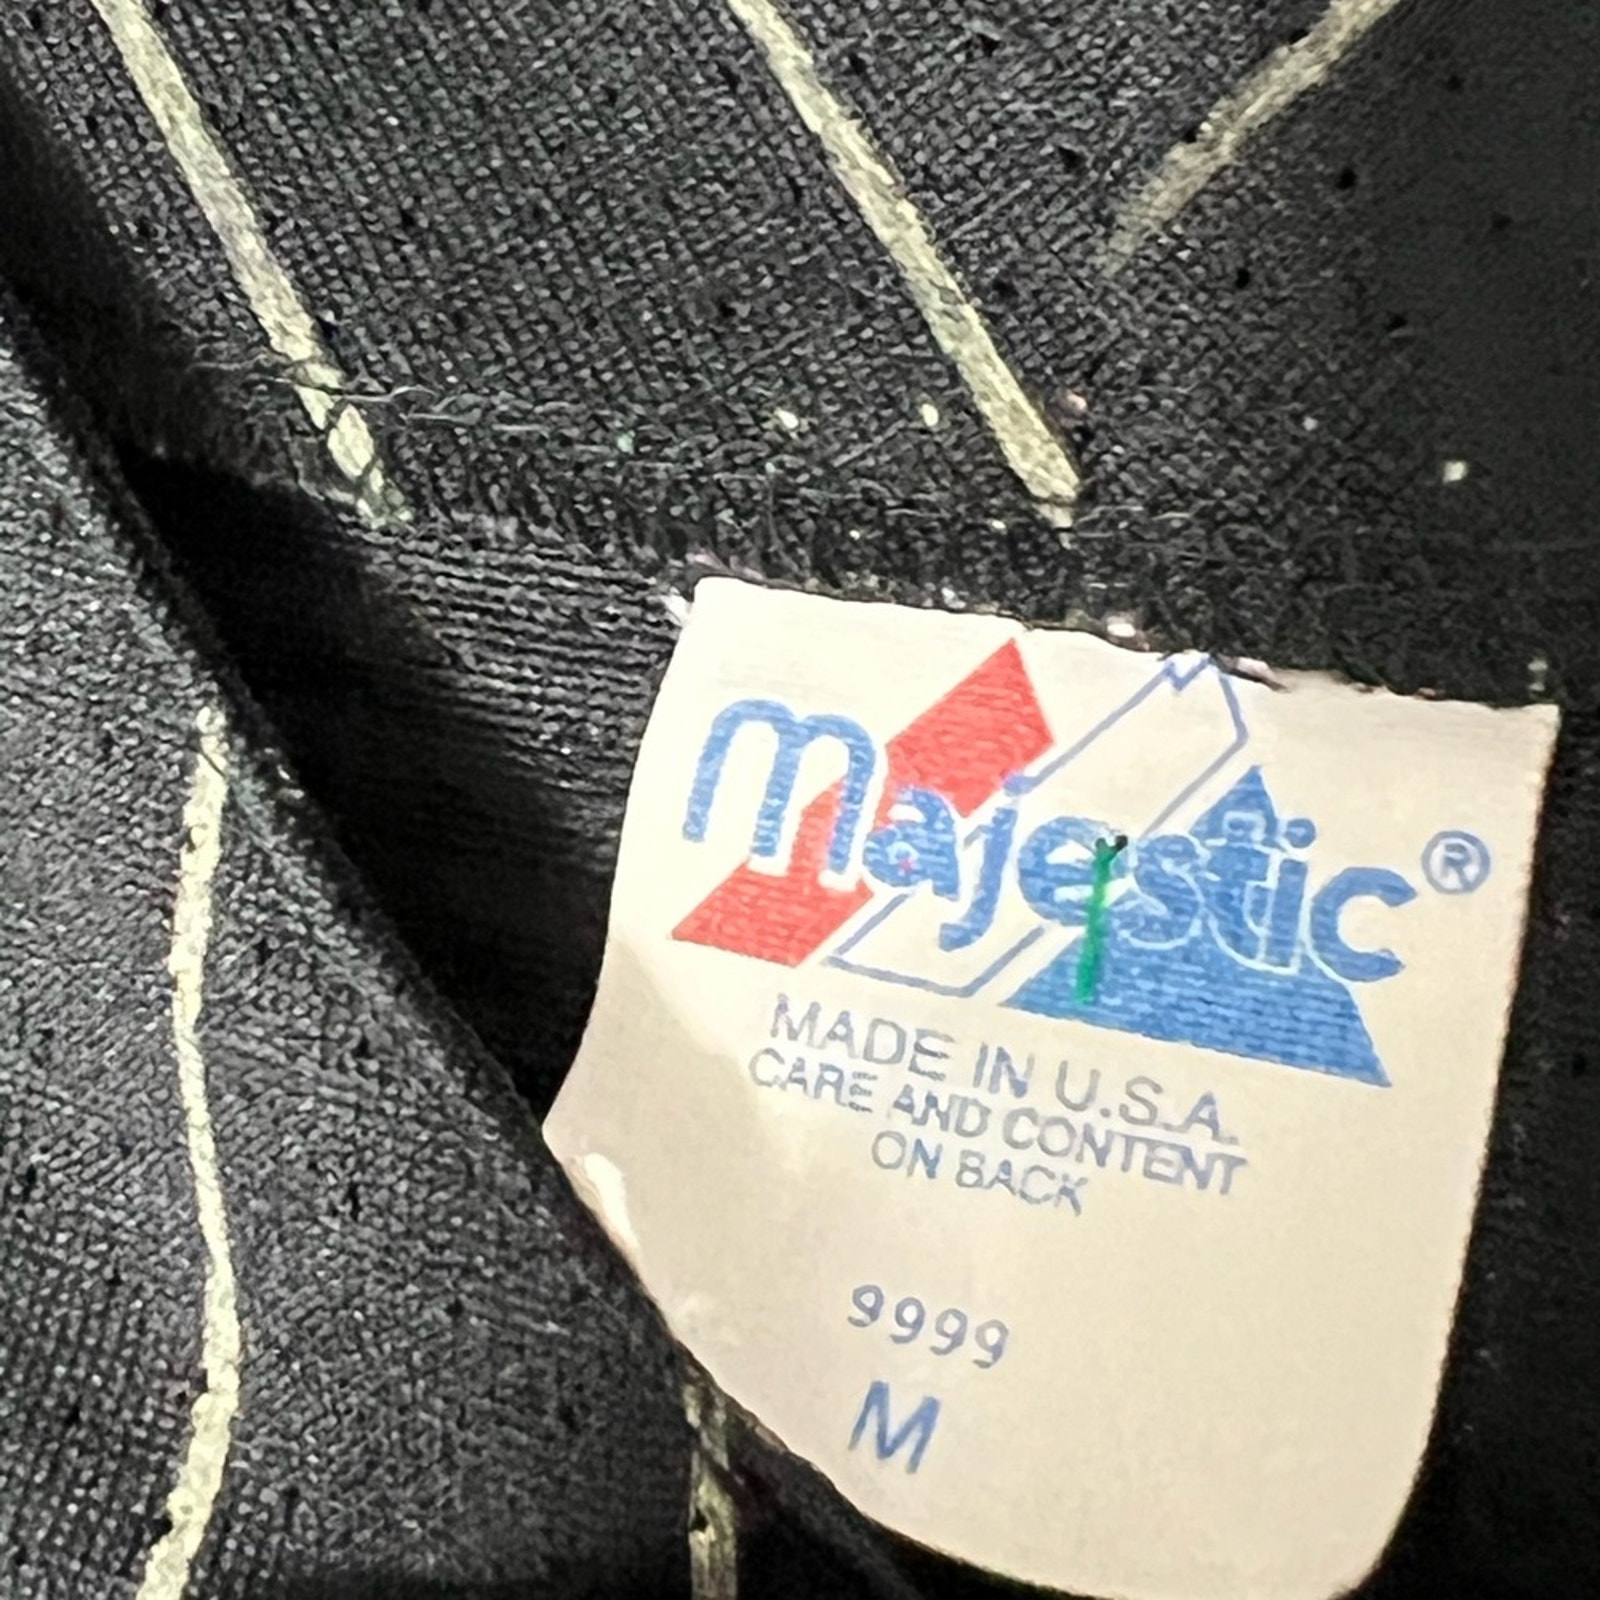 majestic®
MADE IN U.S.A.
CARE AND CONTENT
ON BACK
9999
M